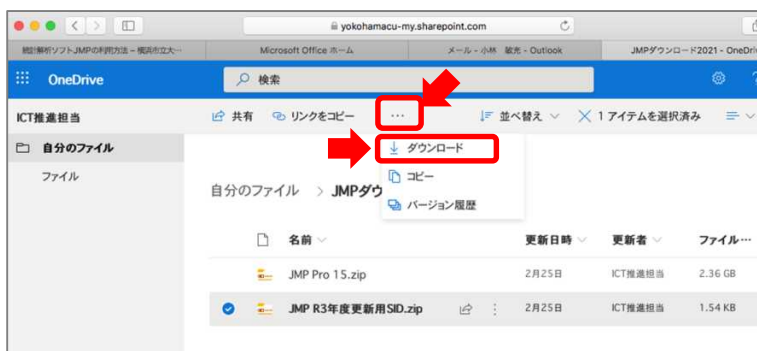 yokohamacu-my.sharepoint.com
統計解析ソフトJMPの利用方法 – 横浜市立大…
Microsoft Office ホーム
メール - 小林 敏光 - Outlook
JMPダウンロード2021 - OneDri
OneDrive
検索
ICT推進担当
共有
リンクをコピー
...
並べ替え
1 アイテムを選択済み
自分のファイル
ダウンロード
ファイル
コピー
自分のファイル > JMPダウ
バージョン履歴
名前
更新日時
更新者
ファイル…
JMP Pro 15.zip
2月25日
ICT推進担当
2.36 GB
JMP R3年度更新用SID.zip
2月25日
ICT推進担当
1.54 KB